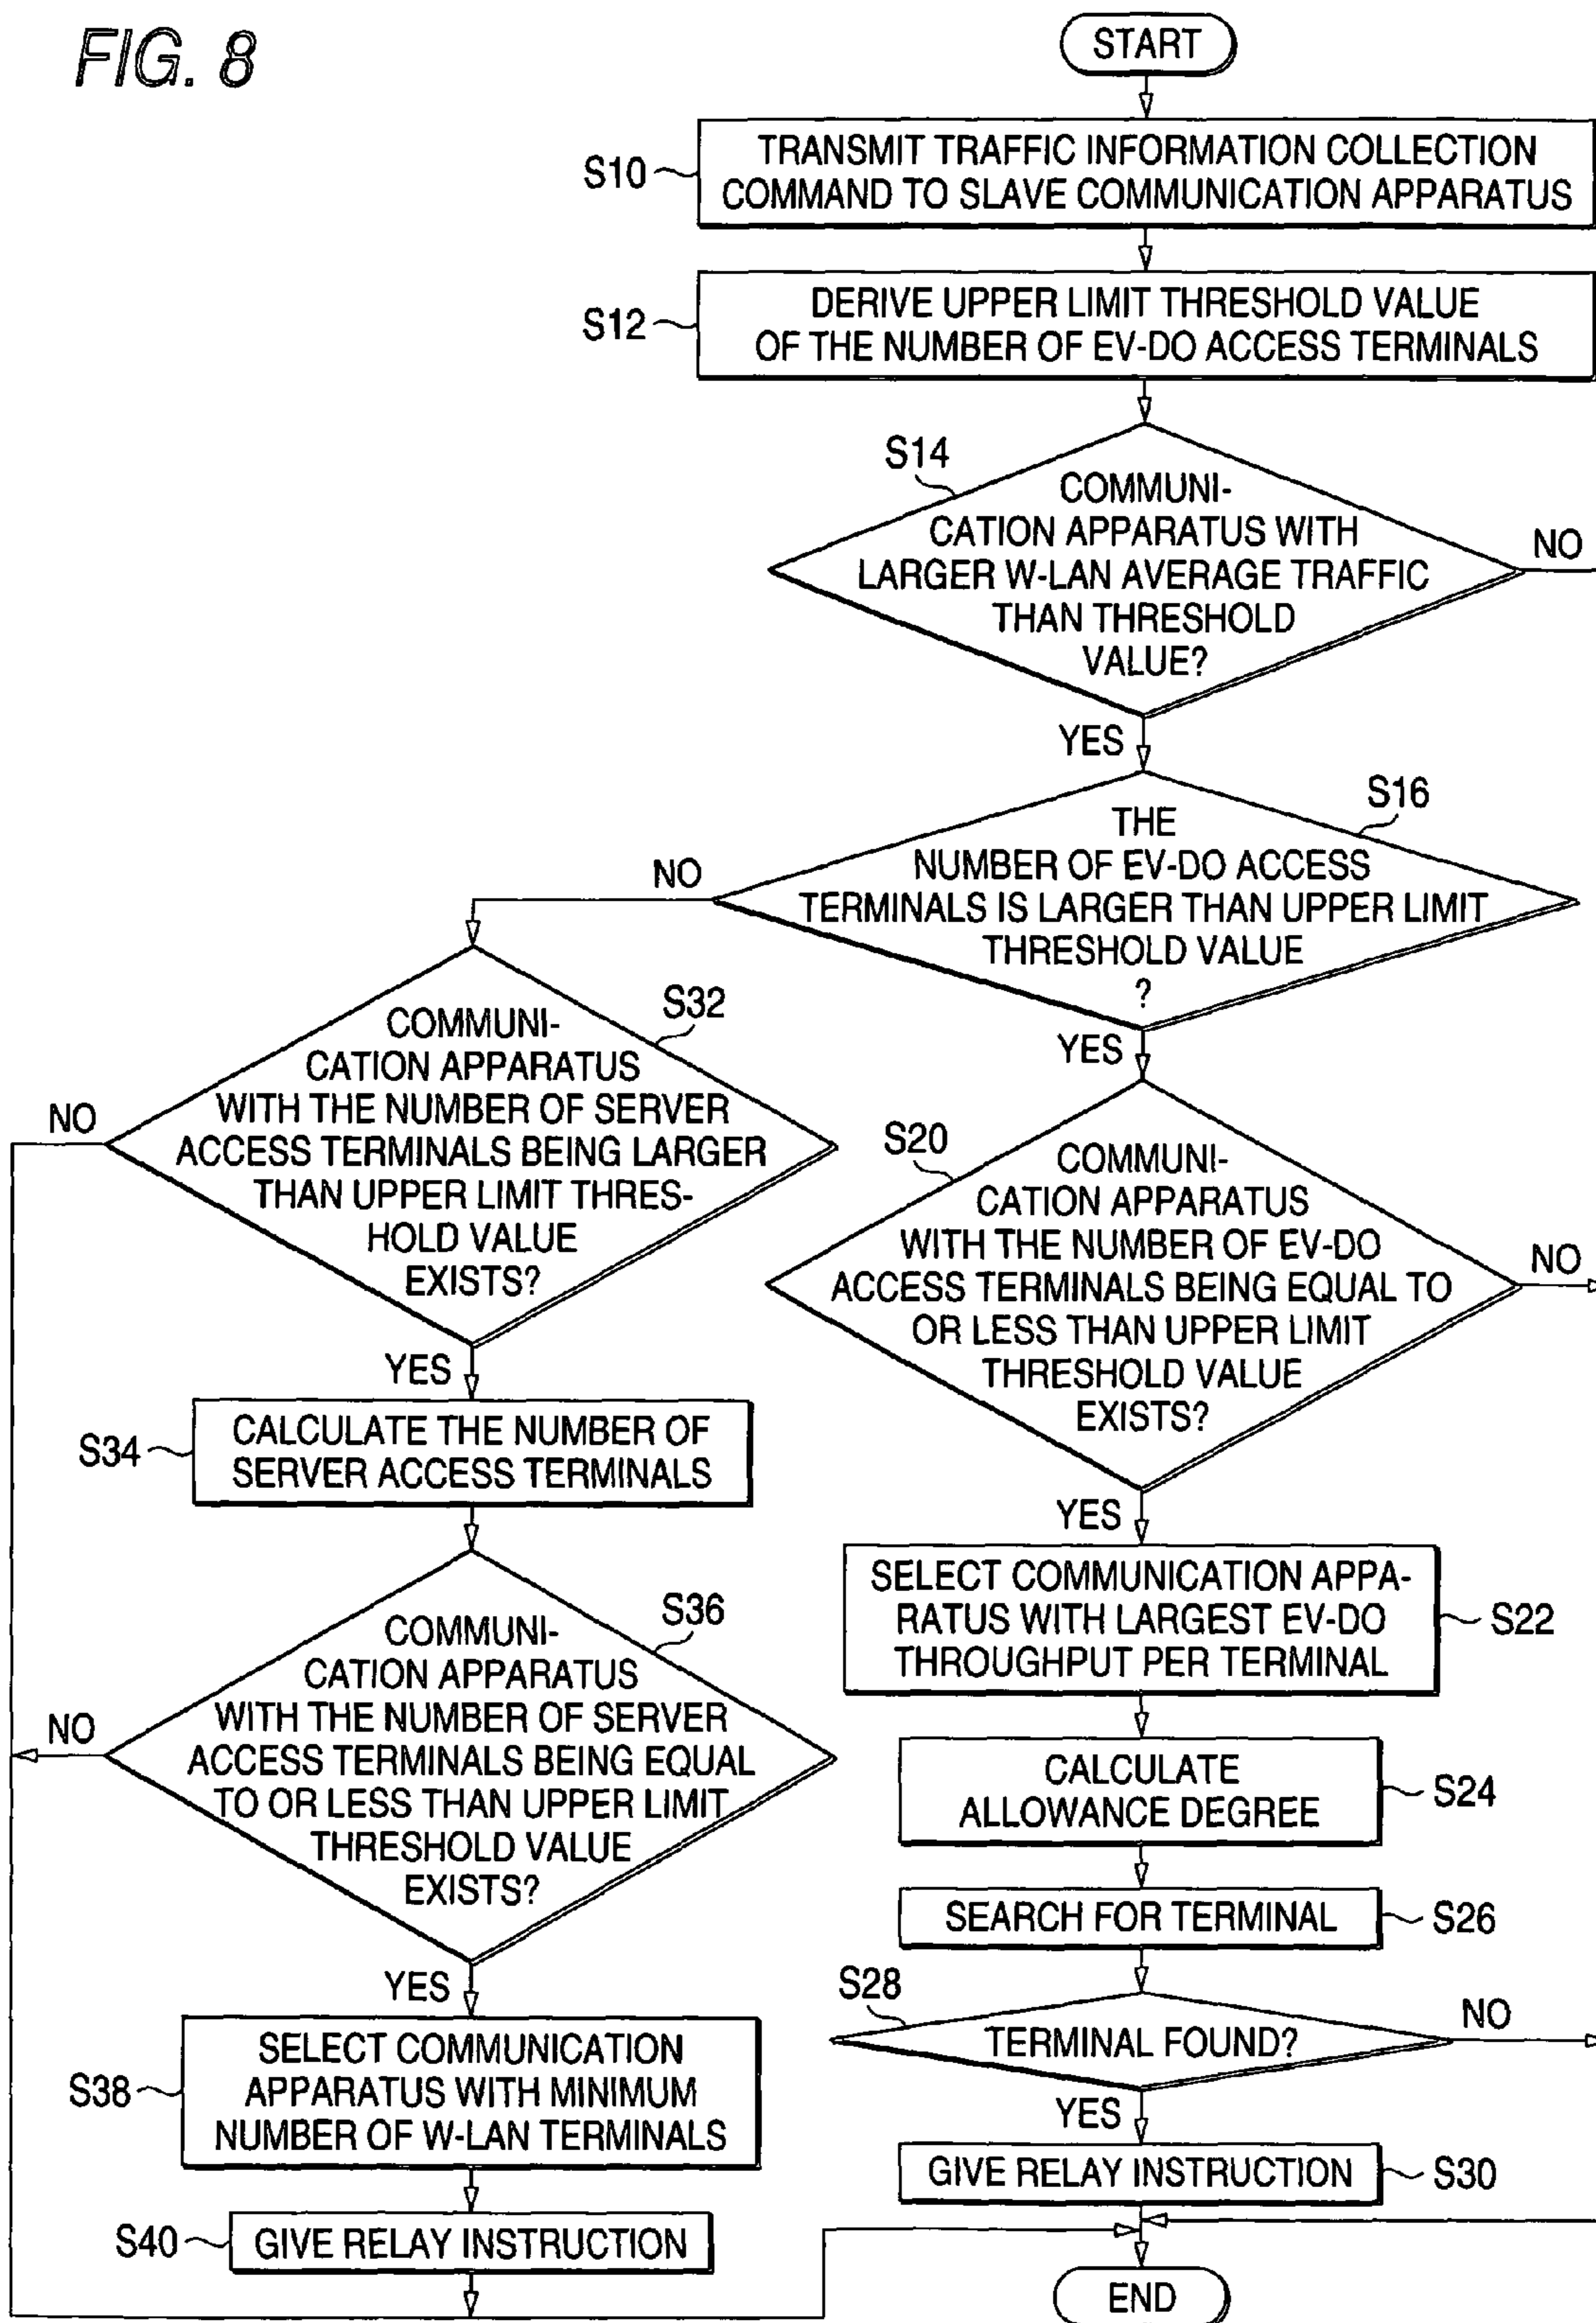 FIG. 8
START
S10
TRANSMIT TRAFFIC INFORMATION COLLECTION
COMMAND TO SLAVE COMMUNICATION APPARATUS
S12
DERIVE UPPER LIMIT THRESHOLD VALUE
OF THE NUMBER OF EV-DO ACCESS TERMINALS
S14
COMMUNI-
CATION APPARATUS WITH
LARGER W-LAN AVERAGE TRAFFIC
THAN THRESHOLD
VALUE?
NO
YES
S16
THE
NUMBER OF EV-DO ACCESS
TERMINALS IS LARGER THAN UPPER LIMIT
THRESHOLD VALUE
?
NO
YES
S32
COMMUNI-
CATION APPARATUS
WITH THE NUMBER OF SERVER
ACCESS TERMINALS BEING LARGER
THAN UPPER LIMIT THRES-
HOLD VALUE
EXISTS?
NO
YES
S34
CALCULATE THE NUMBER OF
SERVER ACCESS TERMINALS
S36
COMMUNI-
CATION APPARATUS
WITH THE NUMBER OF SERVER
ACCESS TERMINALS BEING EQUAL
TO OR LESS THAN UPPER LIMIT
THRESHOLD VALUE
EXISTS?
NO
YES
S38
SELECT COMMUNICATION
APPARATUS WITH MINIMUM
NUMBER OF W-LAN TERMINALS
S40
GIVE RELAY INSTRUCTION
S20
COMMUNI-
CATION APPARATUS
WITH THE NUMBER OF EV-DO
ACCESS TERMINALS BEING EQUAL TO
OR LESS THAN UPPER LIMIT
THRESHOLD VALUE
EXISTS?
NO
YES
SELECT COMMUNICATION APPA-
RATUS WITH LARGEST EV-DO
THROUGHPUT PER TERMINAL
S22
CALCULATE
ALLOWANCE DEGREE
S24
SEARCH FOR TERMINAL
S26
S28
TERMINAL FOUND?
NO
YES
GIVE RELAY INSTRUCTION
S30
END